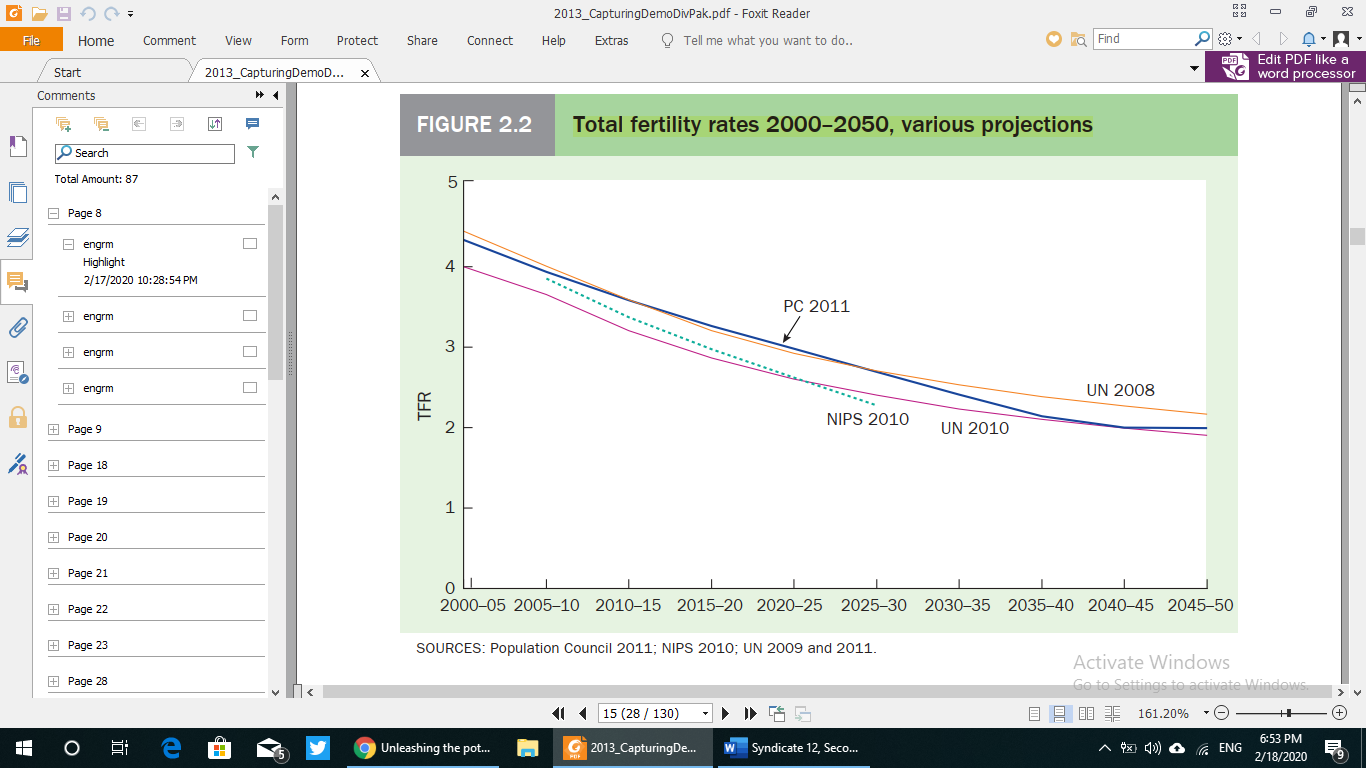 2013_CapturingDemoDivPak.pdf - Foxit Reader
File Home Comment View Form Protect Share Connect Help Extras Tell me what you want to do.. Find
Start 2013_CapturingDemoD... Edit PDF like a
word processor
Comments
Search
Total Amount: 87
Page 8
engrm
Highlight
2/17/2020 10:28:54 PM
engrm
engrm
engrm
Page 9
Page 18
Page 19
Page 20
Page 21
Page 22
Page 23
Page 28
FIGURE 2.2 Total fertility rates 2000–2050, various projections
5
4
3
2
1
0
TFR
PC 2011
UN 2008
NIPS 2010
UN 2010
2000–05 2005–10 2010–15 2015–20 2020–25 2025–30 2030–35 2035–40 2040–45 2045–50
SOURCES: Population Council 2011; NIPS 2010; UN 2009 and 2011.
Activate Windows
Go to Settings to activate Windows.
15 (28 / 130) 161.20%
5 Unleashing the pot... 2013_CapturingDe... Syndicate 12, Seco... ENG 6:53 PM
2/18/2020 9